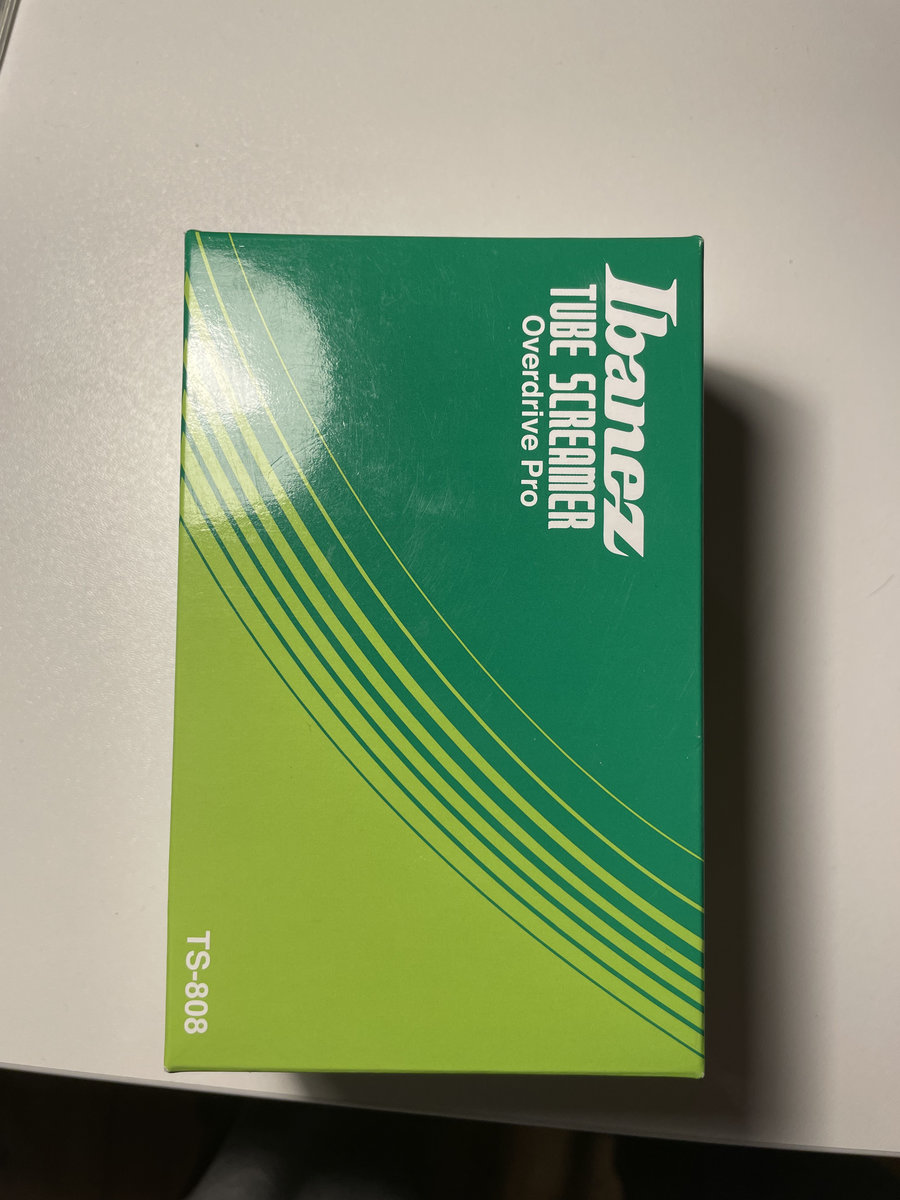 Ibanez
TUBE SCREAMER
Overdrive Pro
TS-808